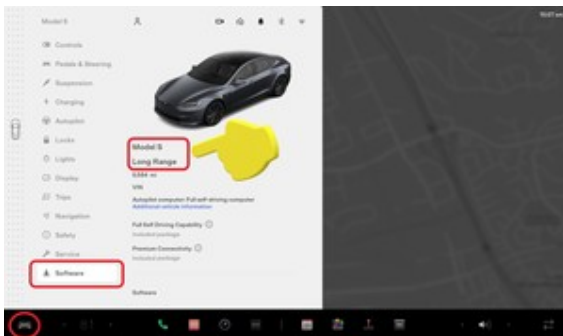 Model S
Controls
Pedals & Steering
Suspension
Charging
Autopilot
Locks
Lights
Display
Trips
Navigation
Safety
Service
Software
Model S
Long Range
VIN
Autopilot computer: Full self-driving computer
Additional vehicle information
Full Self-Driving Capability
Included package
Premium Connectivity
Included package
Software